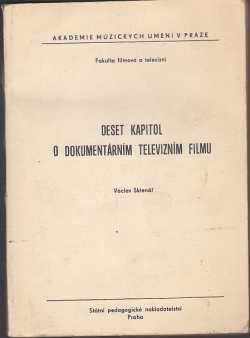 AKADEMIE MÚZICKÝCH UMĚNÍ V PRAZE
Fakulta filmová a televizní
DESET KAPITOL
O DOKUMENTÁRNÍM TELEVIZNÍM FILMU
Václav Sklenář
Státní pedagogické nakladatelství
Praha